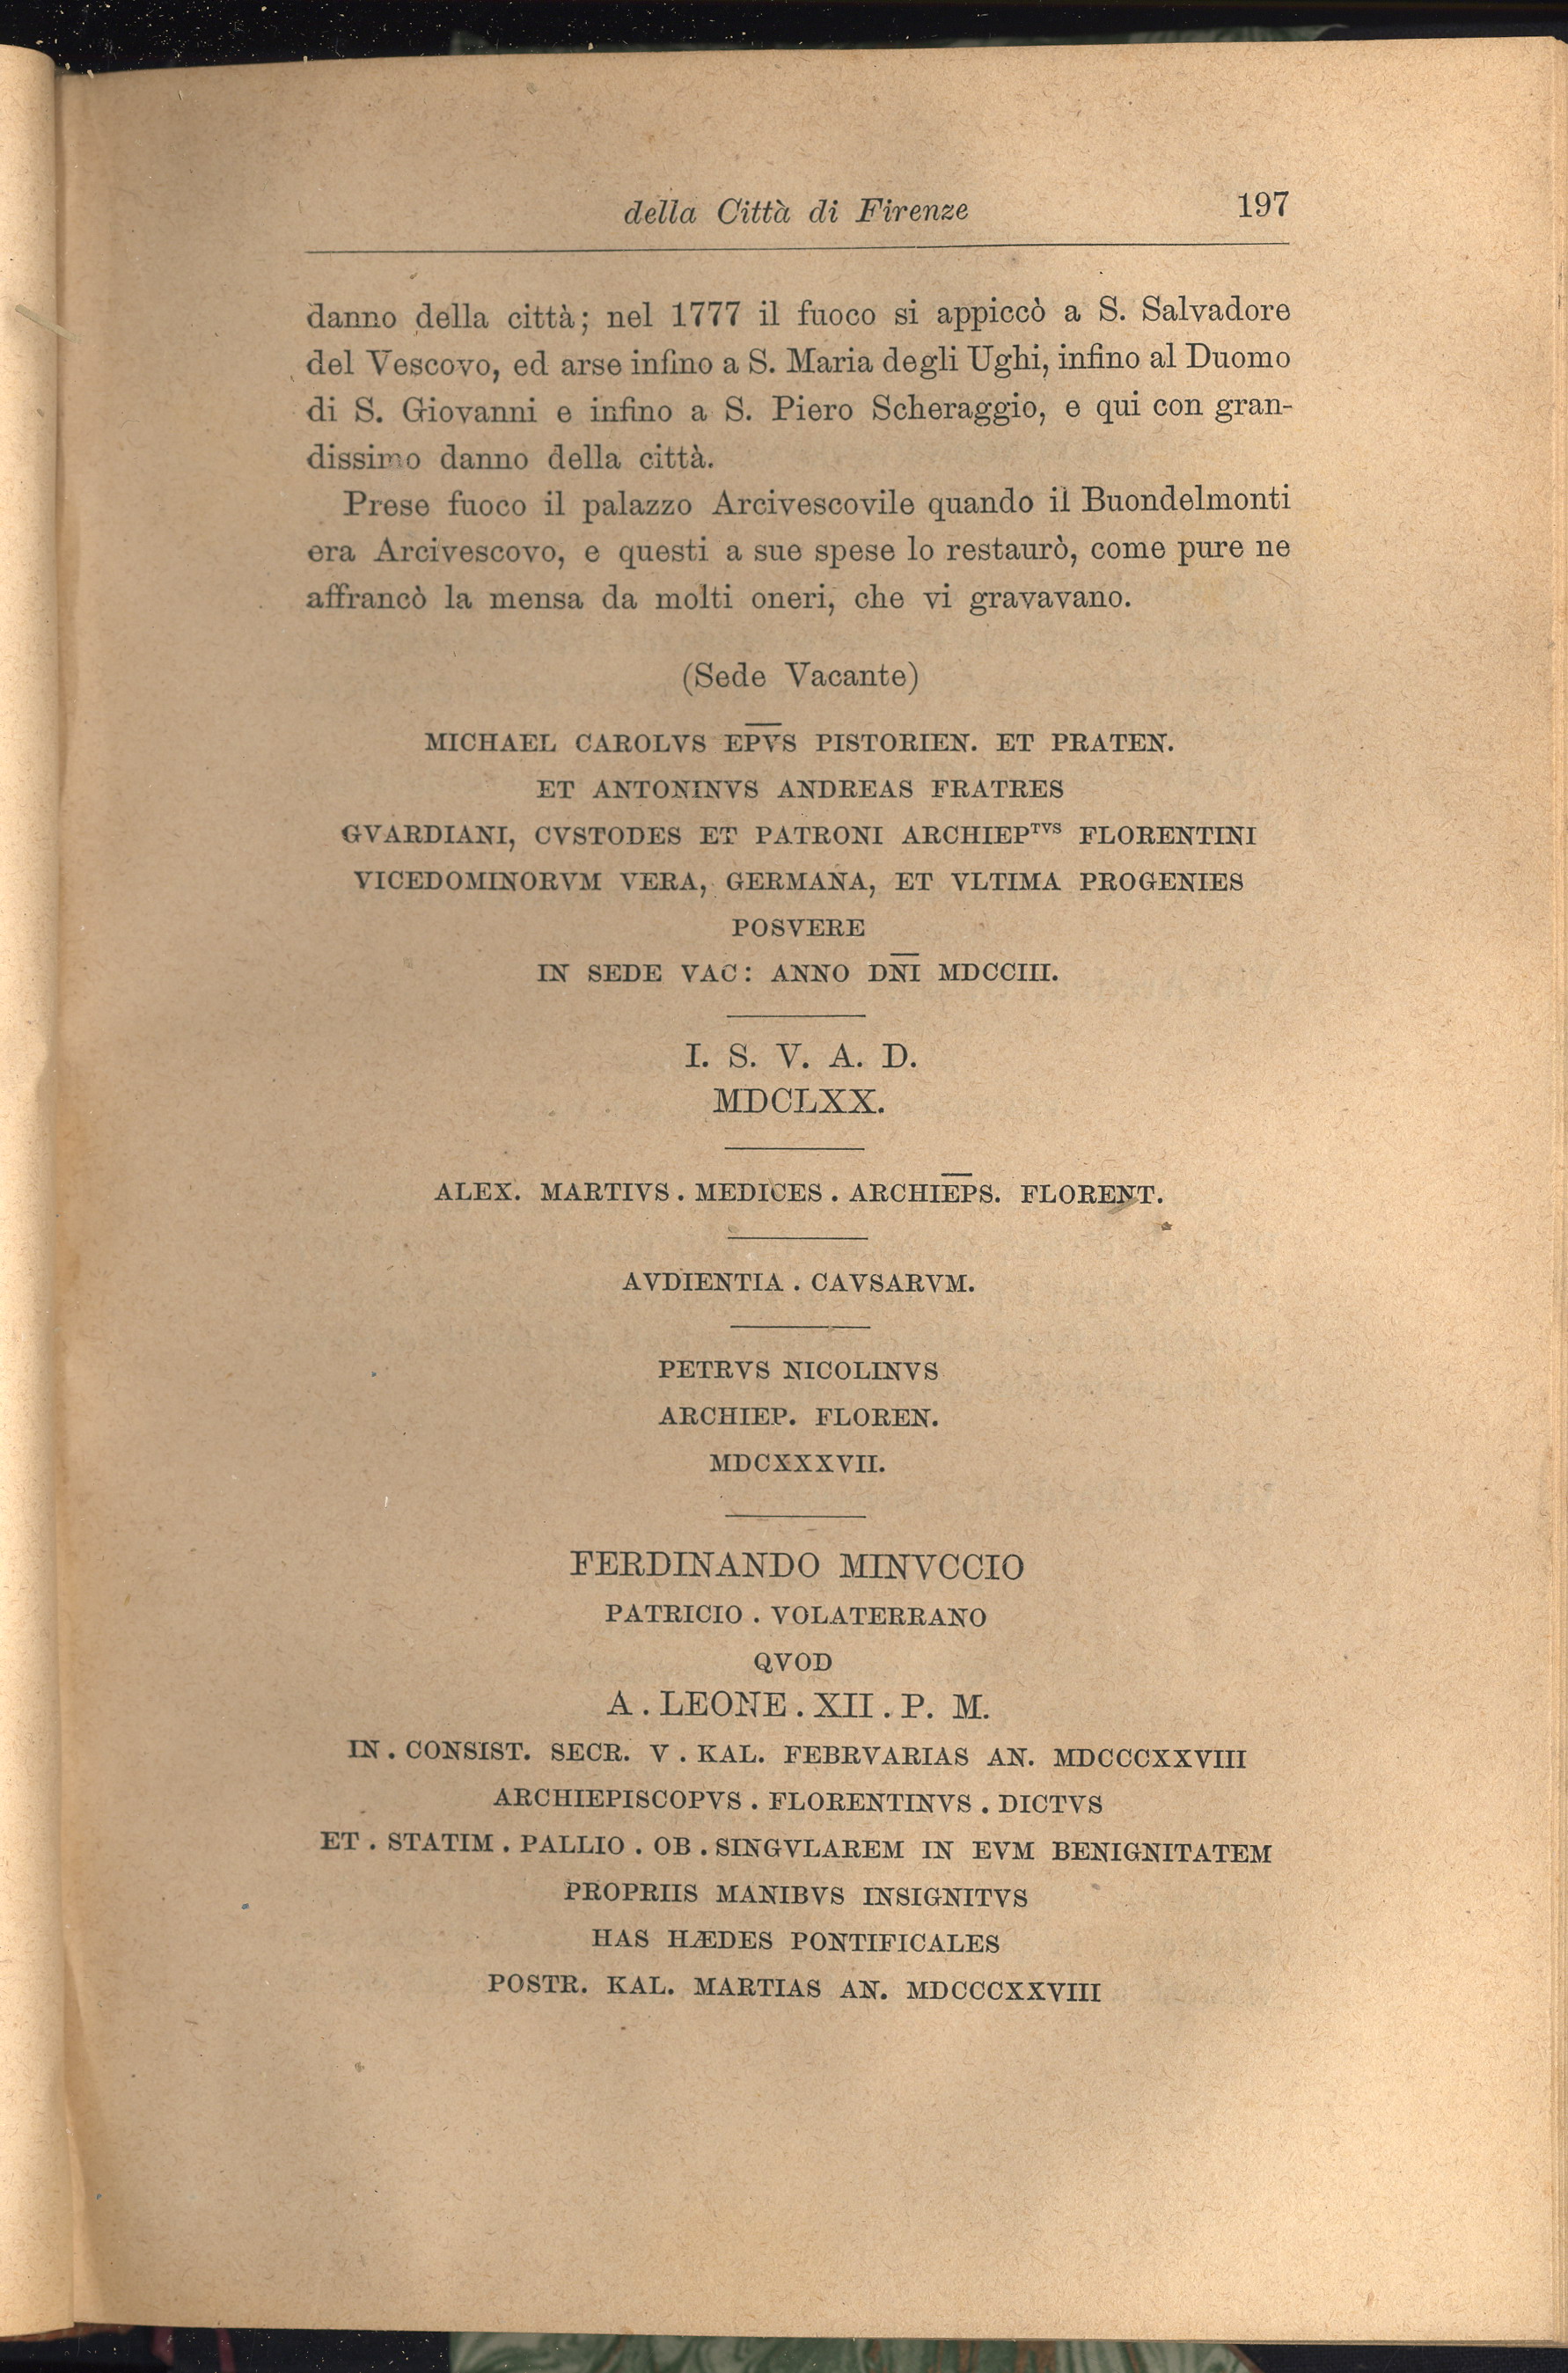 della Città di Firenze 197
danno della città; nel 1777 il fuoco si appiccò a S. Salvadore
del Vescovo, ed arse infino a S. Maria degli Ughi, infino al Duomo
di S. Giovanni e infino a S. Piero Scheraggio, e qui con gran-
dissimo danno della città.
Prese fuoco il palazzo Arcivescovile quando il Buondelmonti
era Arcivescovo, e questi a sue spese lo restaurò, come pure ne
affrancò la mensa da molti oneri, che vi gravavano.
(Sede Vacante)
MICHAEL CAROLVS EP̅V̅S PISTORIEN. ET PRATEN.
ET ANTONINVS ANDREAS FRATRES
GVARDIANI, CVSTODES ET PATRONI ARCHIEPᵀⱽˢ FLORENTINI
VICEDOMINORVM VERA, GERMANA, ET VLTIMA PROGENIES
POSVERE
IN SEDE VAC: ANNO DN̅I̅ MDCCIII.
I. S. V. A. D.
MDCLXX.
ALEX. MARTIVS . MEDICES . ARCHIE̅P̅S. FLORENT.
AVDIENTIA . CAVSARVM.
PETRVS NICOLINVS
ARCHIEP. FLOREN.
MDCXXXVII.
FERDINANDO MINVCCIO
PATRICIO . VOLATERRANO
QVOD
A . LEONE . XII . P. M.
IN . CONSIST. SECR. V . KAL. FEBRVARIAS AN. MDCCCXXVIII
ARCHIEPISCOPVS . FLORENTINVS . DICTVS
ET . STATIM . PALLIO . OB . SINGVLAREM IN EVM BENIGNITATEM
PROPRIIS MANIBVS INSIGNITVS
HAS HÆDES PONTIFICALES
POSTR. KAL. MARTIAS AN. MDCCCXXVIII